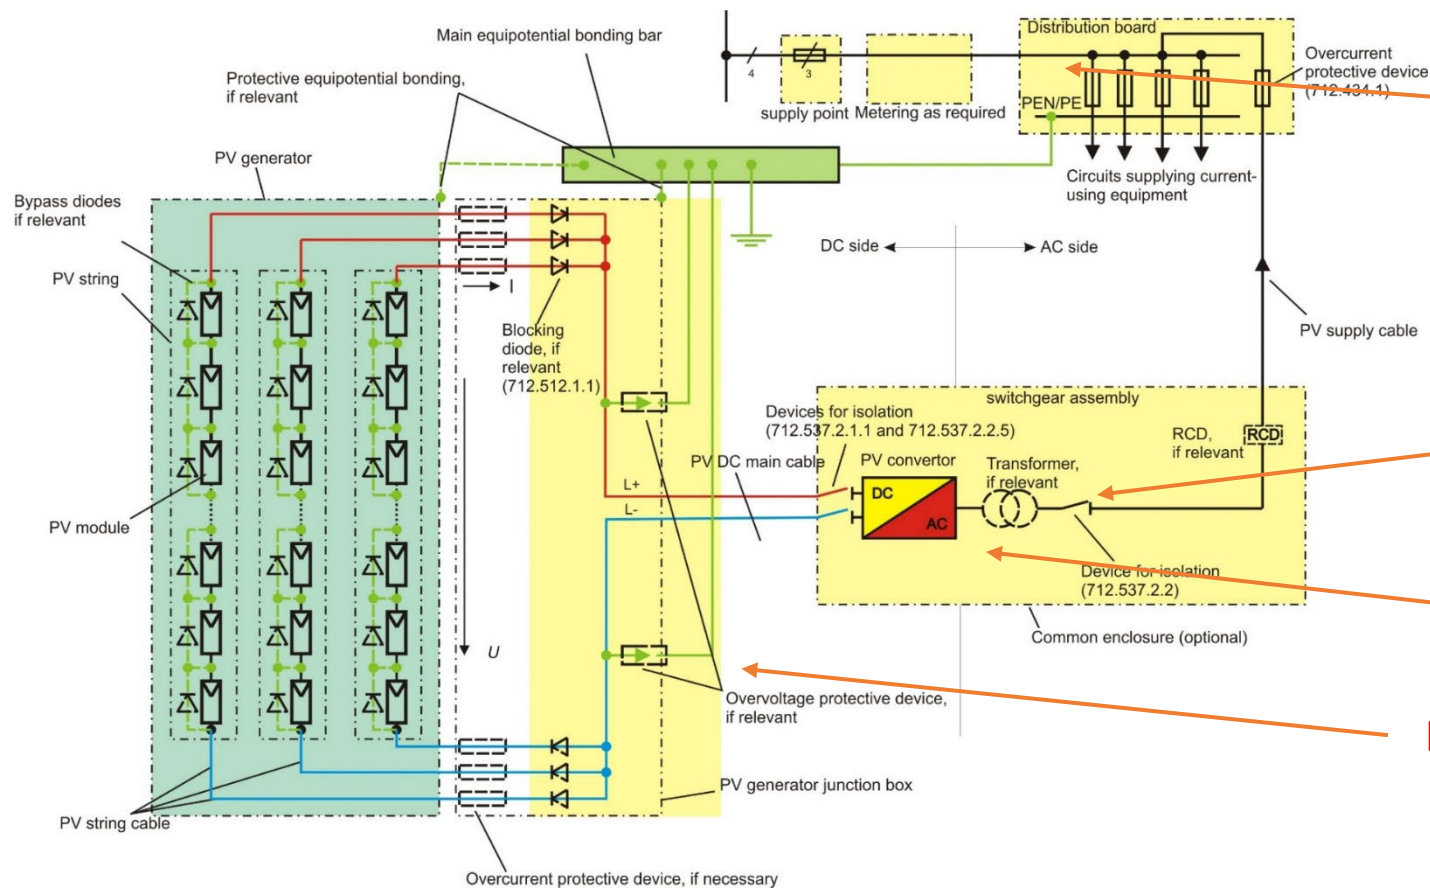 Main equipotential bonding bar
Protective equipotential bonding,
if relevant
PV generator
Bypass diodes
if relevant
PV string
PV module
PV string cable
4
3
supply point
Metering as required
Distribution board
PEN/PE
Overcurrent
protective device
(712.434.1)
Circuits supplying current-
using equipment
DC side
AC side
PV supply cable
I
Blocking
diode, if
relevant
(712.512.1.1)
U
L+
L-
PV DC main cable
switchgear assembly
Devices for isolation
(712.537.2.1.1 and 712.537.2.2.5)
PV convertor
DC
AC
Transformer,
if relevant
RCD,
if relevant
RCD
Device for isolation
(712.537.2.2)
Common enclosure (optional)
Overvoltage protective device,
if relevant
PV generator junction box
Overcurrent protective device, if necessary